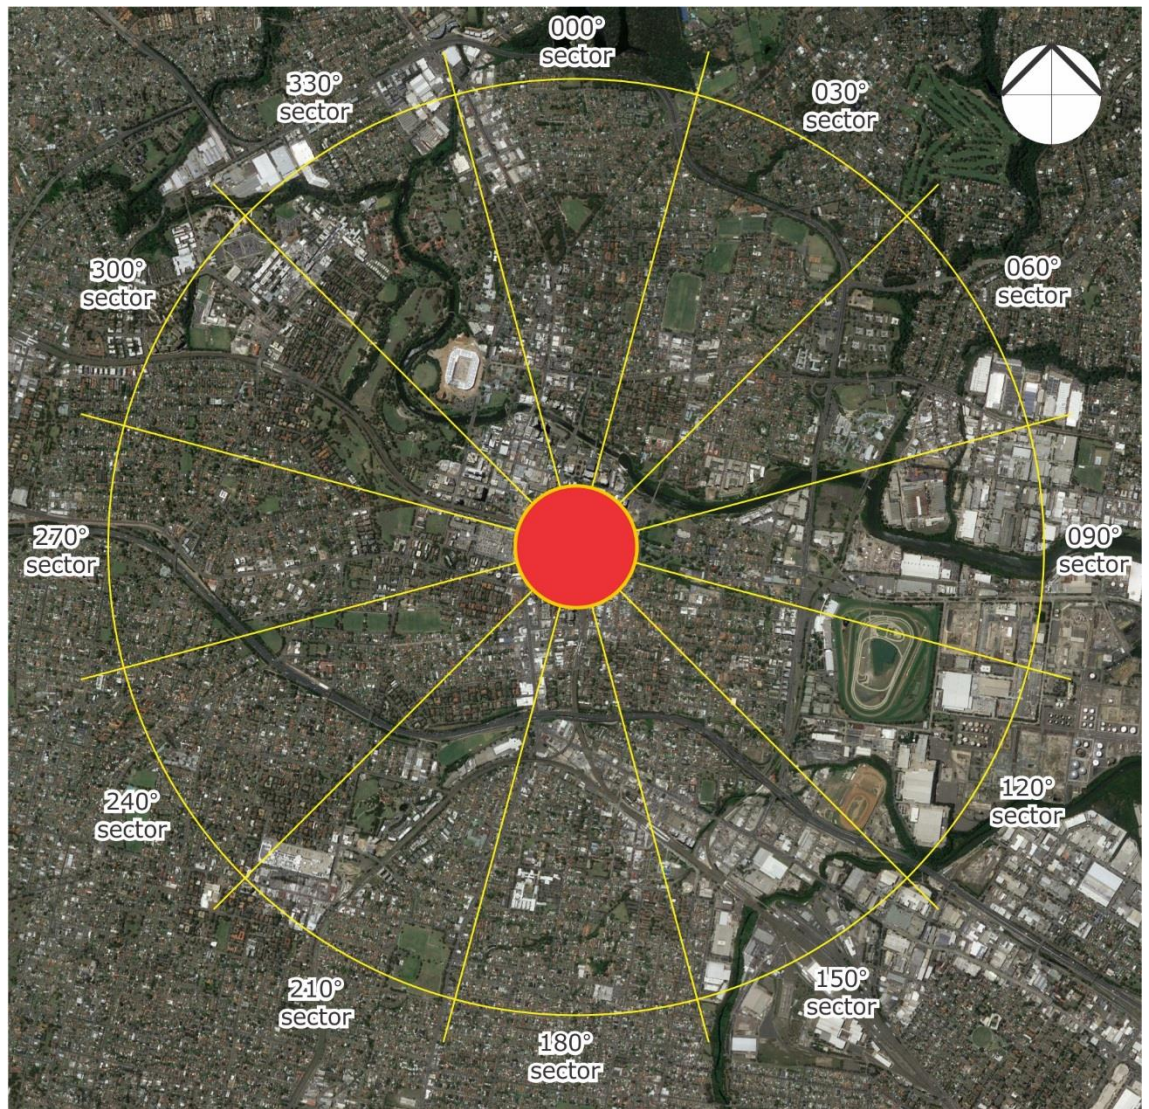 000°
sector
330°
sector
030°
sector
300°
sector
060°
sector
270°
sector
090°
sector
240°
sector
120°
sector
210°
sector
150°
sector
180°
sector